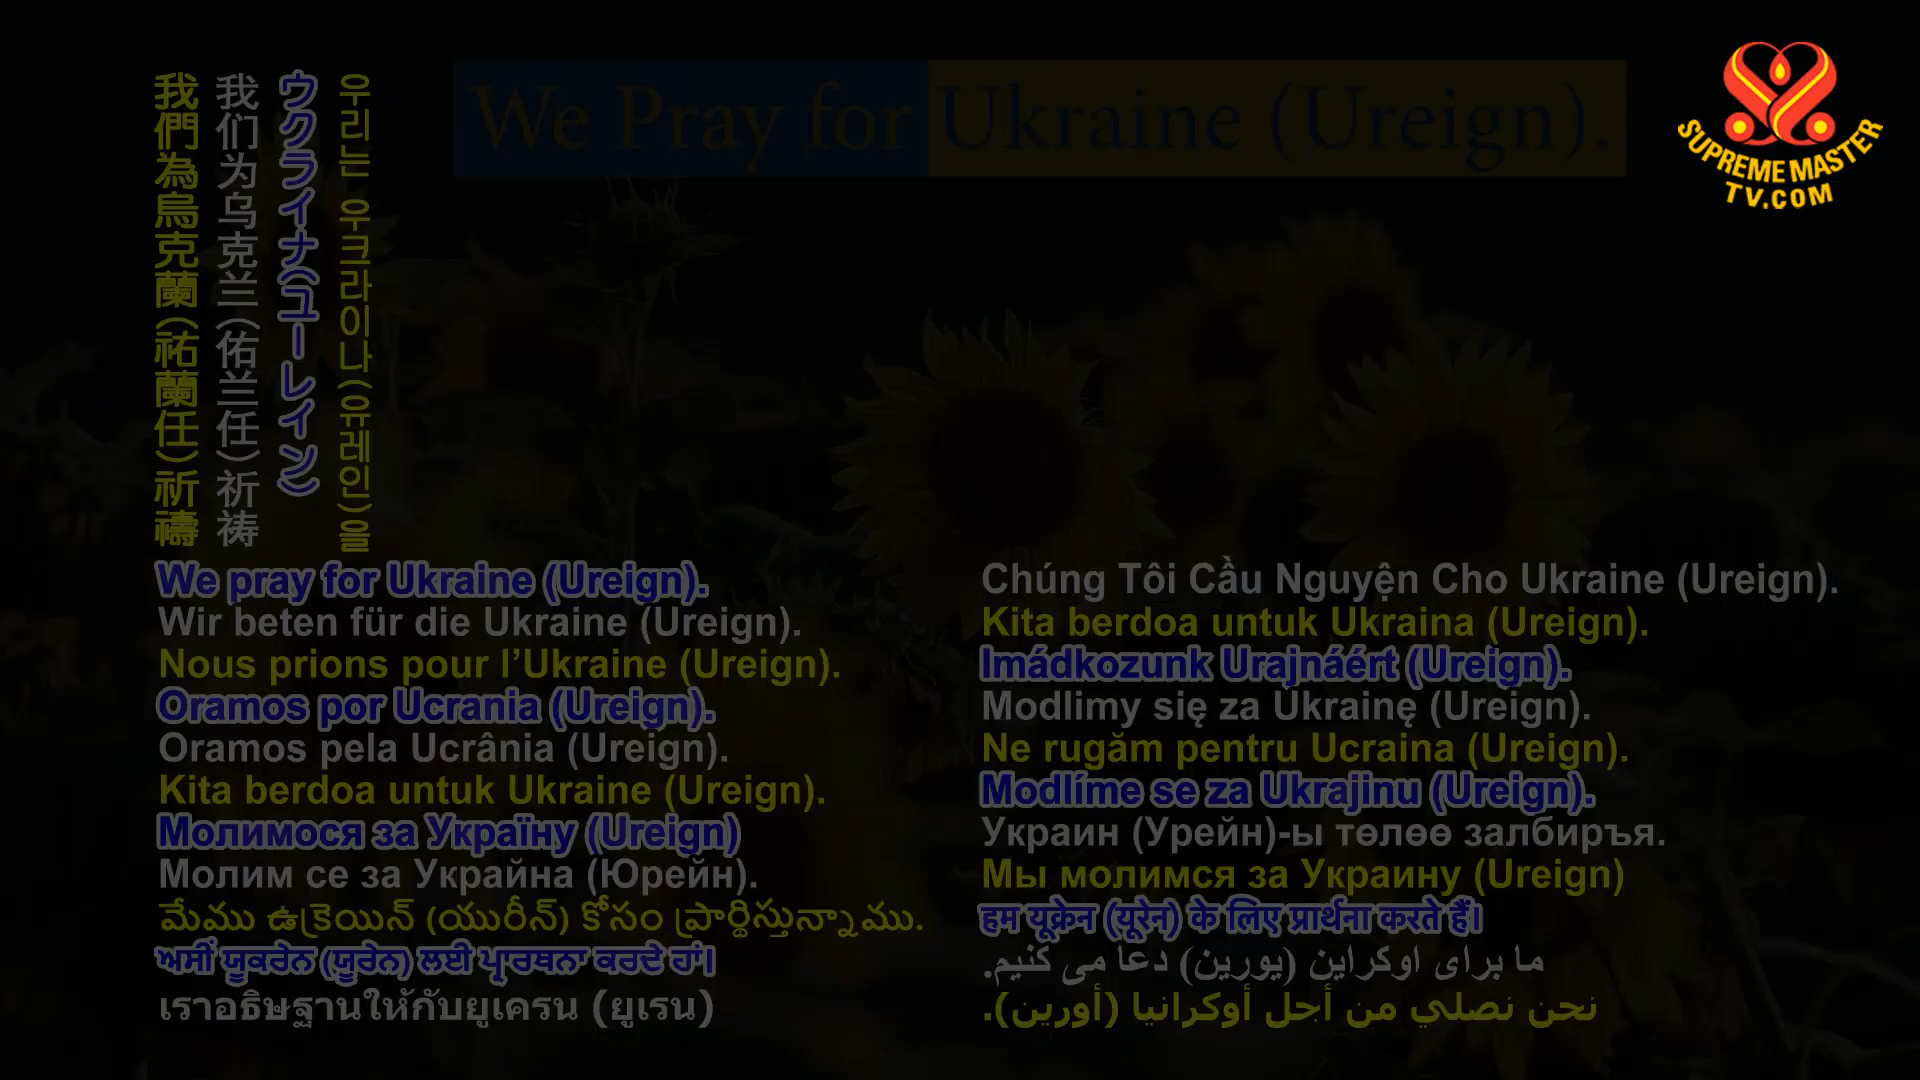 We Pray for Ukraine (Ureign).
SUPREME MASTER
TV.COM
我們為烏克蘭(祐蘭任)祈禱
我们为乌克兰(佑兰任)祈祷
ウクライナ(ユーレイン)
우리는 우크라이나(유레인)을
We pray for Ukraine (Ureign).
Wir beten für die Ukraine (Ureign).
Nous prions pour l’Ukraine (Ureign).
Oramos por Ucrania (Ureign).
Oramos pela Ucrânia (Ureign).
Kita berdoa untuk Ukraine (Ureign).
Молимося за Україну (Ureign)
Молим се за Украйна (Юрейн).
మేము ఉక్రెయిన్ (యురీన్) కోసం ప్రార్థిస్తున్నాము.
ਅਸੀਂ ਯੂਕਰੇਨ (ਯੂਰੇਨ) ਲਈ ਪ੍ਰਾਰਥਨਾ ਕਰਦੇ ਹਾਂ।
เราอธิษฐานให้กับยูเครน (ยูเรน)
Chúng Tôi Cầu Nguyện Cho Ukraine (Ureign).
Kita berdoa untuk Ukraina (Ureign).
Imádkozunk Urajnáért (Ureign).
Modlimy się za Ukrainę (Ureign).
Ne rugăm pentru Ucraina (Ureign).
Modlíme se za Ukrajinu (Ureign).
Украин (Урейн)-ы төлөө залбиръя.
Мы молимся за Украину (Ureign)
हम यूक्रेन (यूरेन) के लिए प्रार्थना करते हैं।
ما برای اوکراین (یورین) دعا می کنیم.
نحن نصلي من أجل أوكرانيا (أورين).